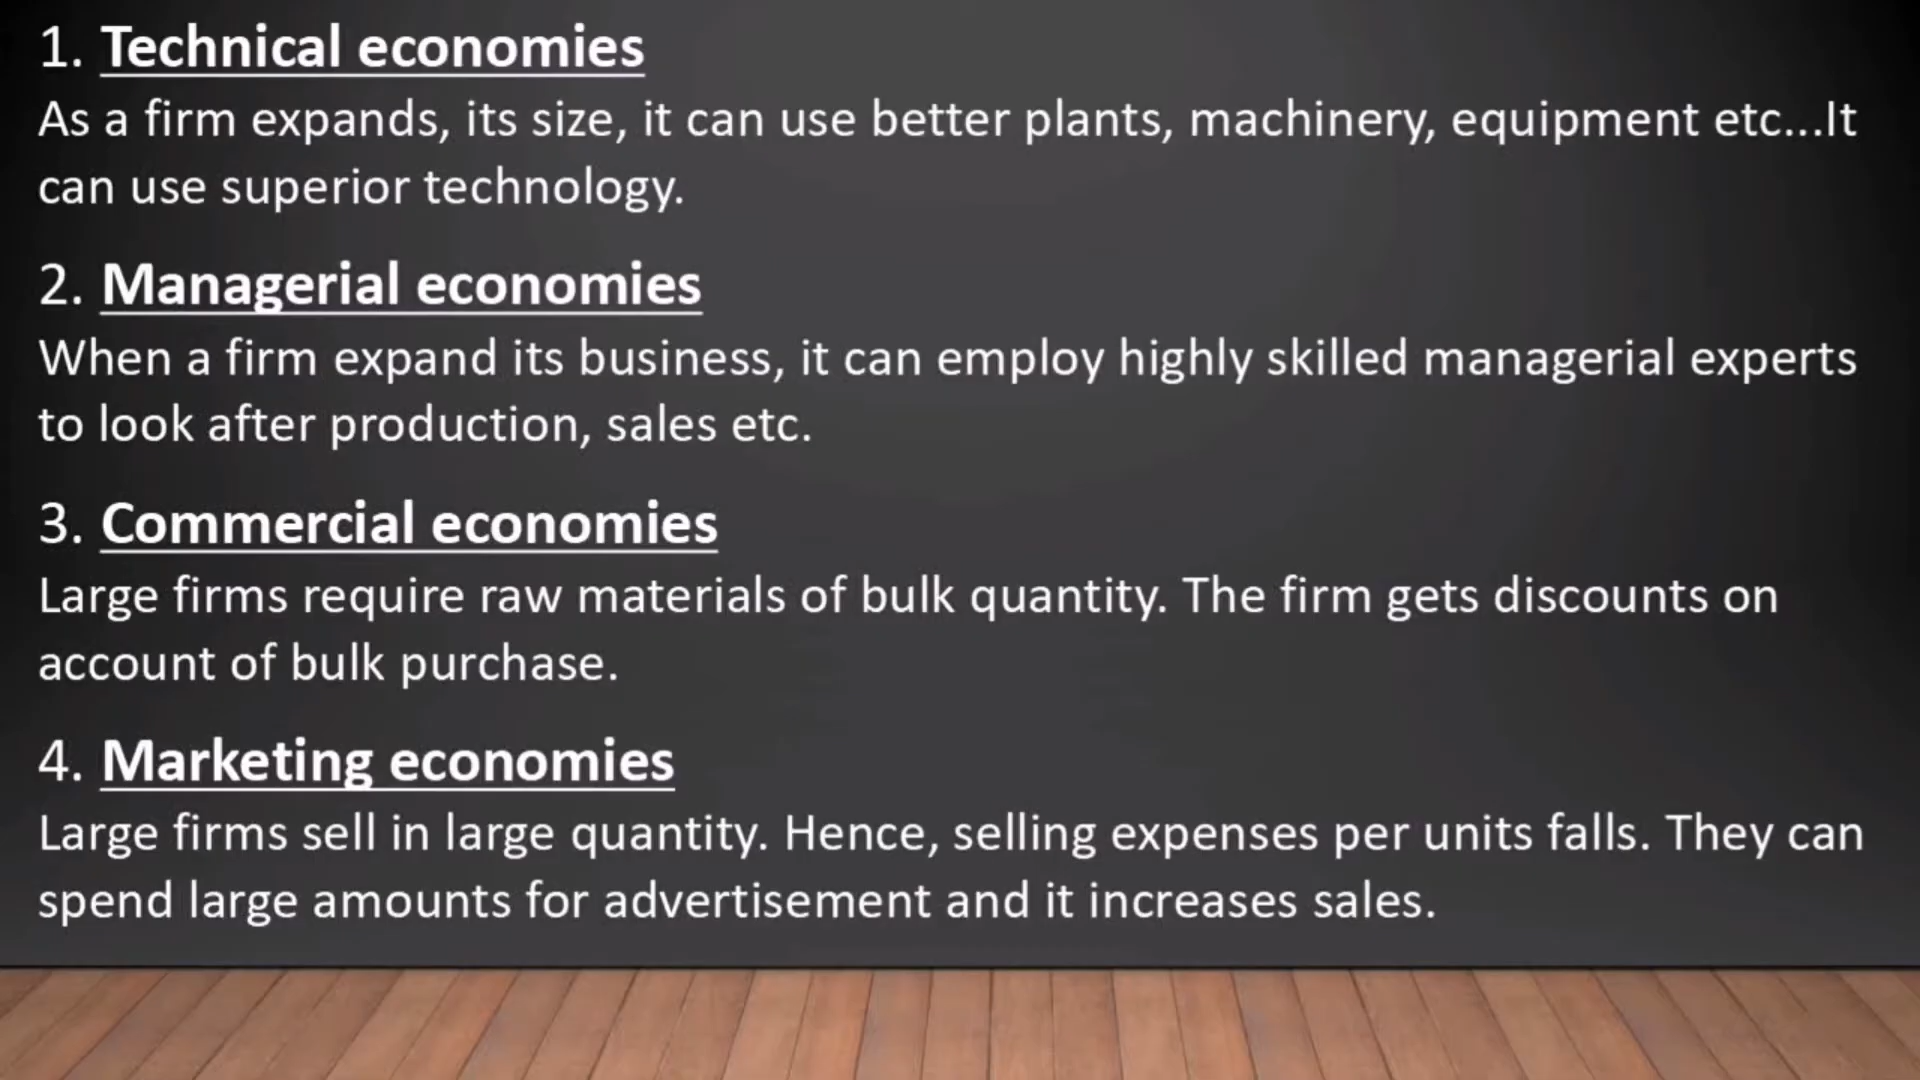 1. Technical economies
As a firm expands, its size, it can use better plants, machinery, equipment etc...It
can use superior technology.
2. Managerial economies
When a firm expand its business, it can employ highly skilled managerial experts
to look after production, sales etc.
3. Commercial economies
Large firms require raw materials of bulk quantity. The firm gets discounts on
account of bulk purchase.
4. Marketing economies
Large firms sell in large quantity. Hence, selling expenses per units falls. They can
spend large amounts for advertisement and it increases sales.